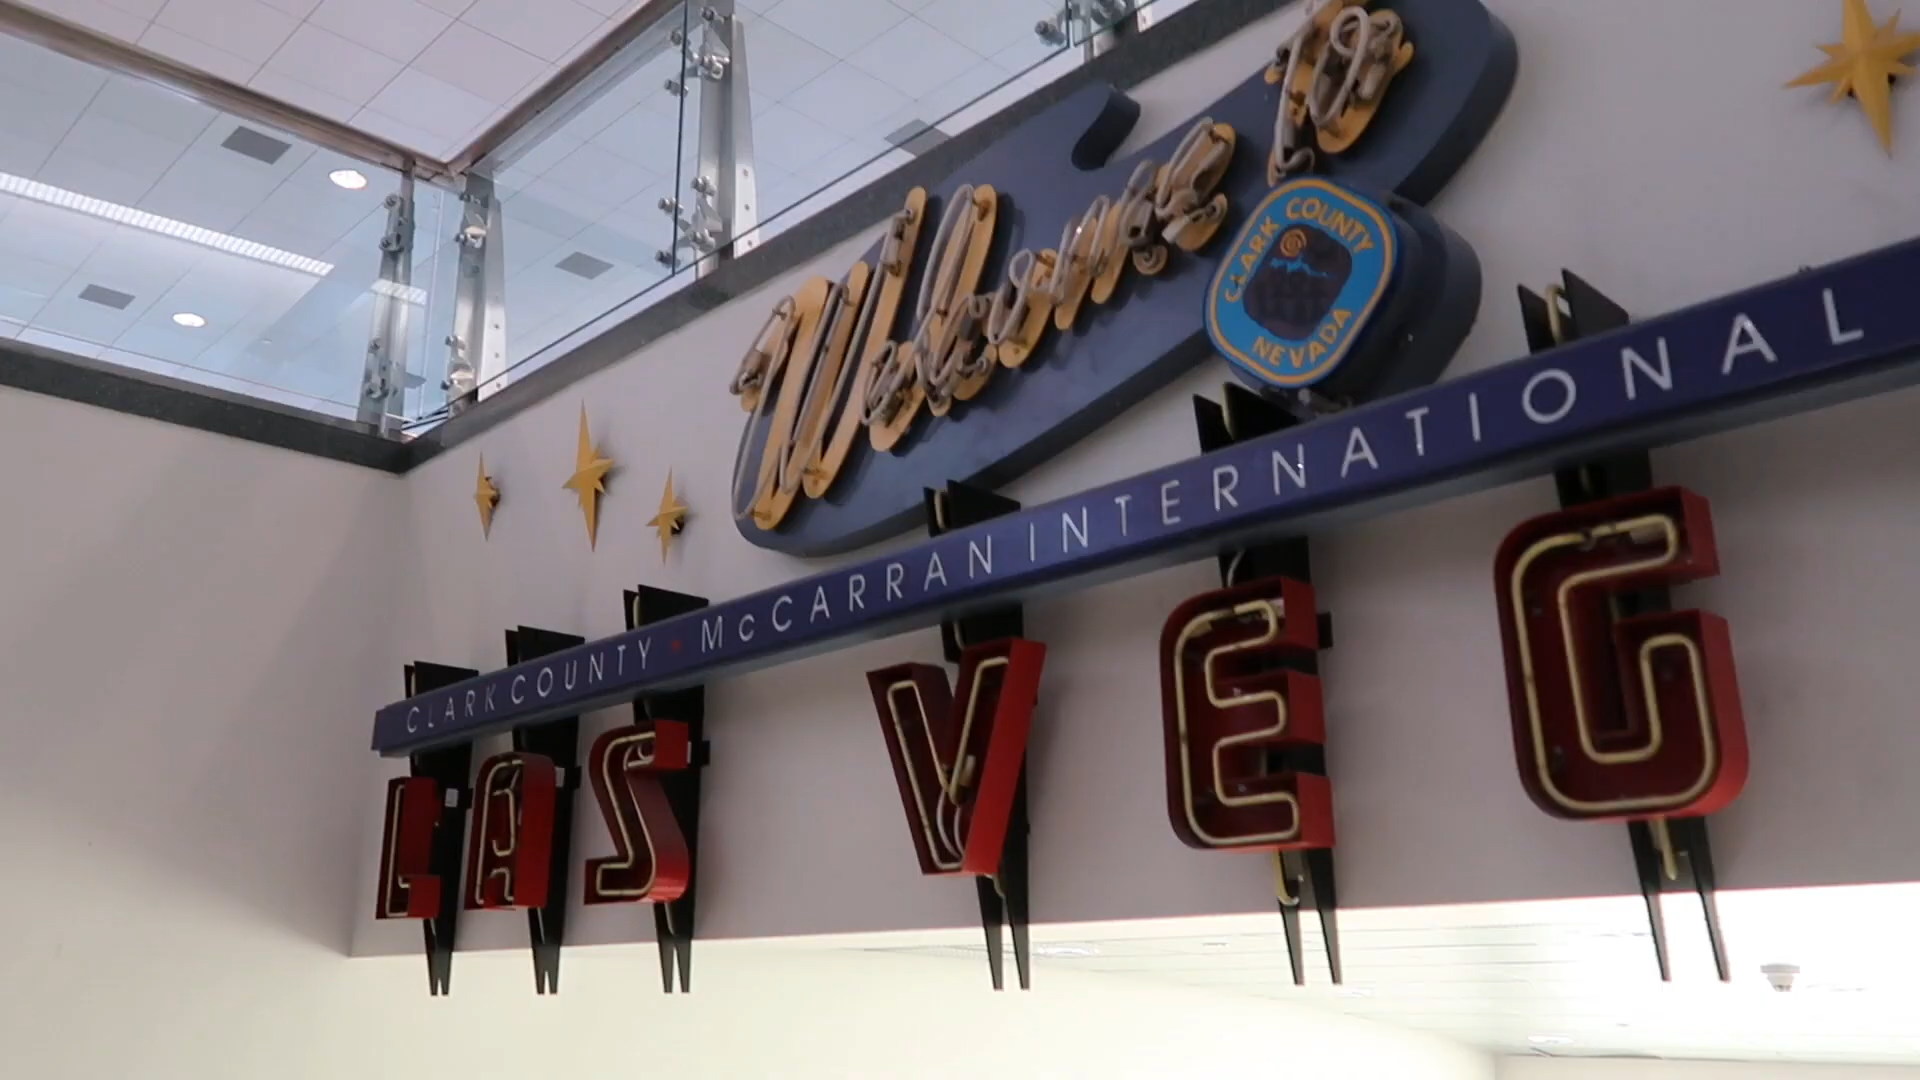 Welcome to
CLARK COUNTY
NEVADA
CLARK COUNTY • McCARRAN INTERNATIONAL
LAS VEG